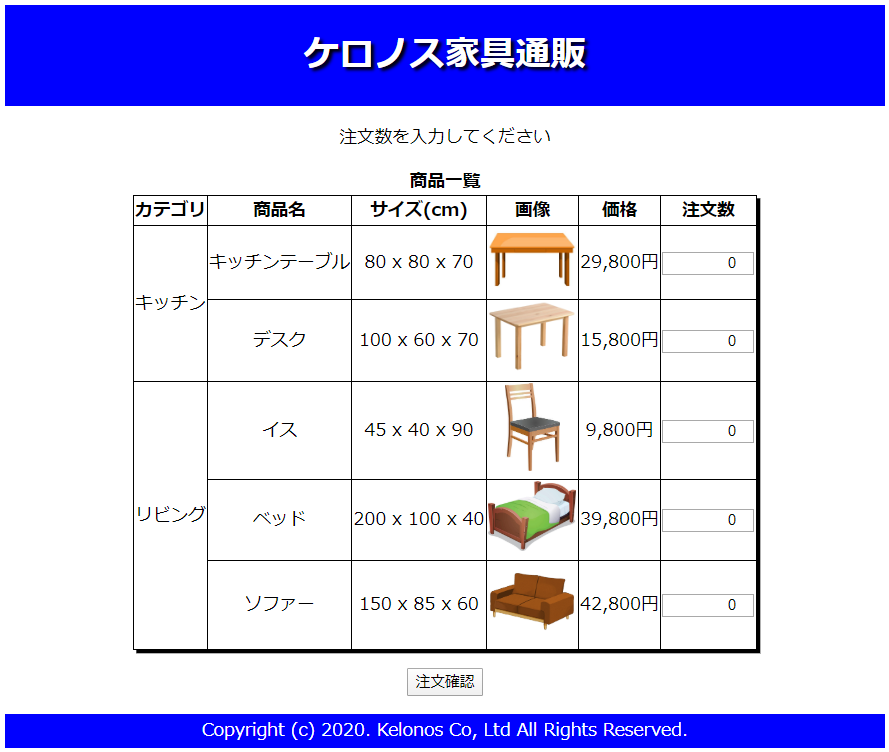 ケロノス家具通販
注文数を入力してください
商品一覧
カテゴリ 商品名 サイズ(cm) 画像 価格 注文数
キッチン キッチンテーブル 80 x 80 x 70 29,800円 0
デスク 100 x 60 x 70 15,800円 0
リビング イス 45 x 40 x 90 9,800円 0
ベッド 200 x 100 x 40 39,800円 0
ソファー 150 x 85 x 60 42,800円 0
注文確認
Copyright (c) 2020. Kelonos Co, Ltd All Rights Reserved.